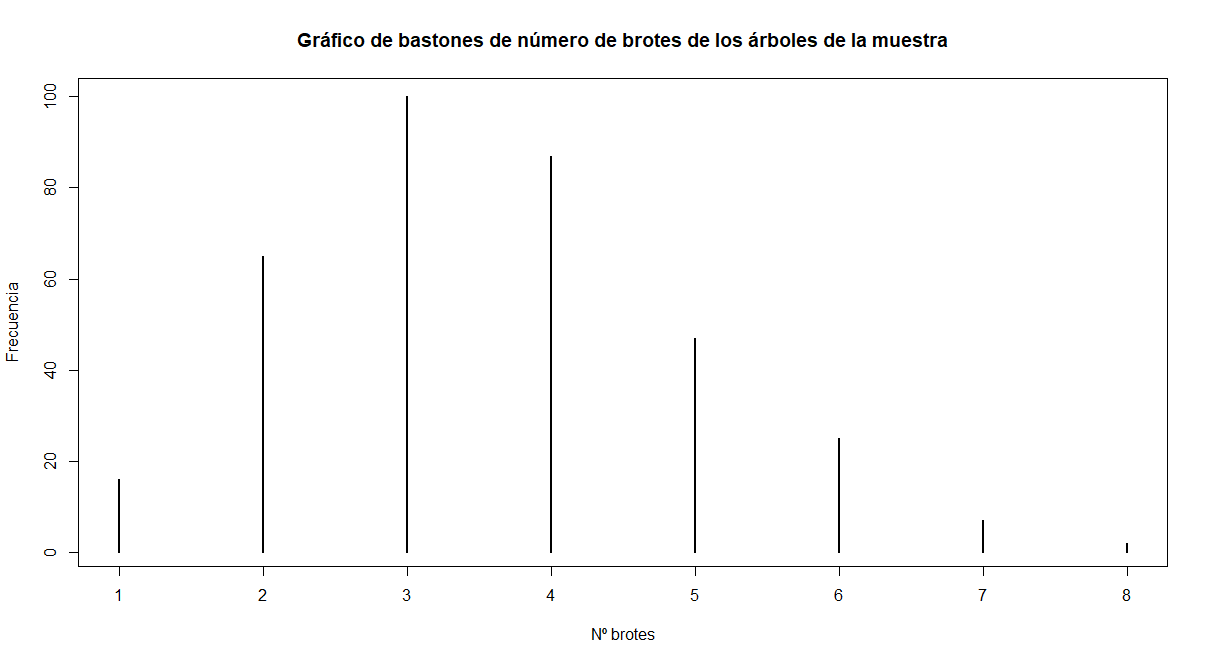 Gráfico de bastones de número de brotes de los árboles de la muestra
Frecuencia
100
80
60
40
20
0
1 2 3 4 5 6 7 8
Nº brotes